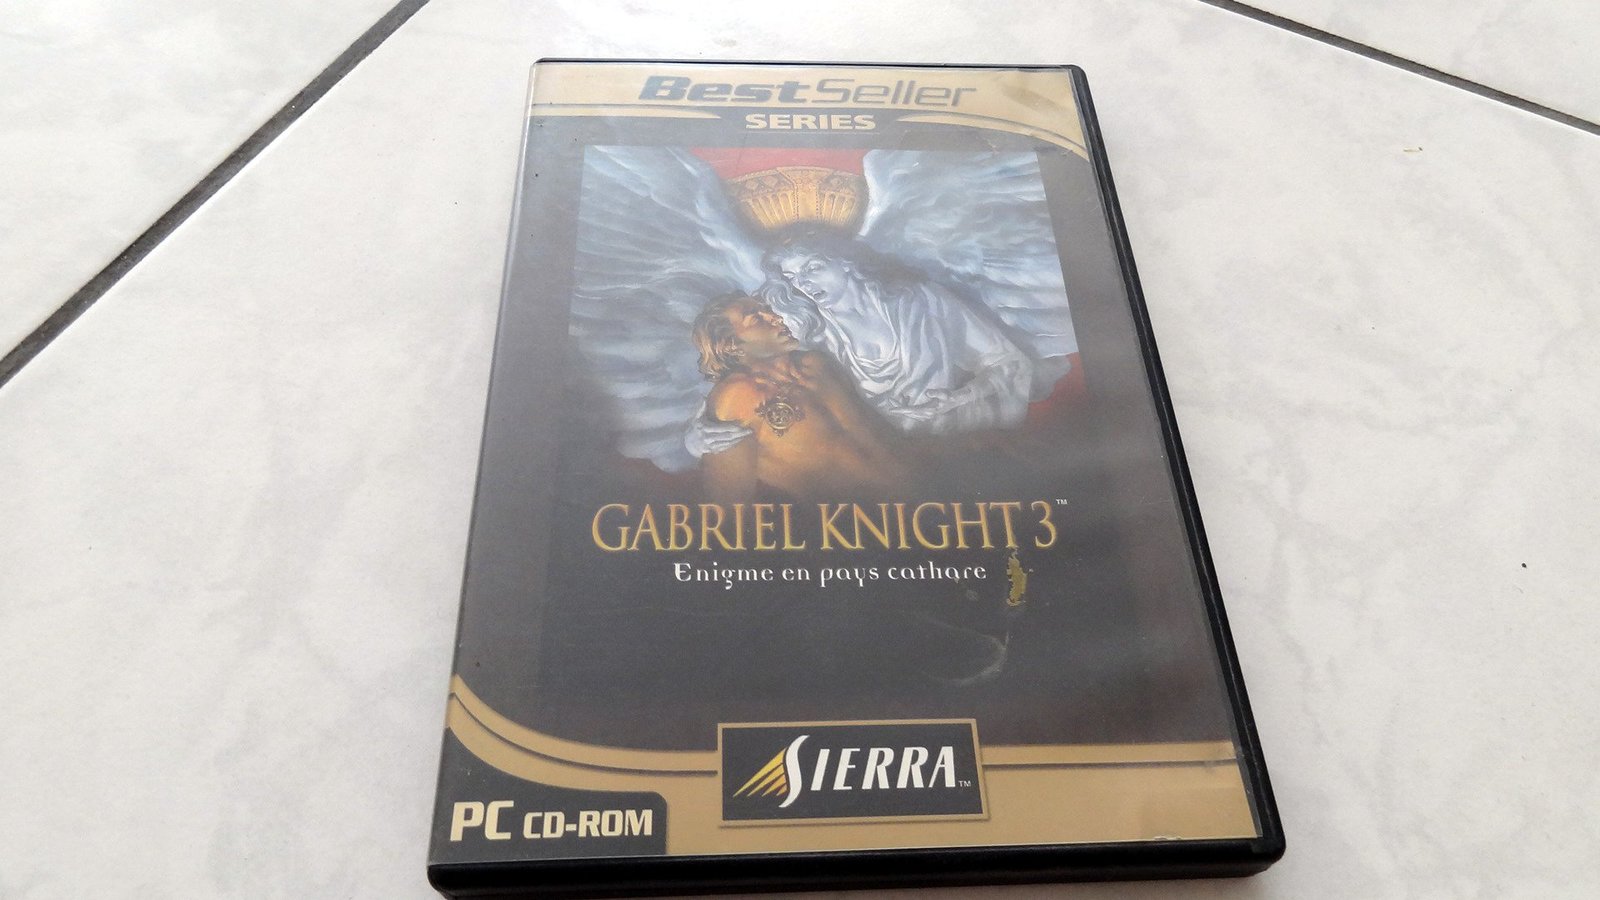 BestSeller
SERIES
GABRIEL KNIGHT 3™
Enigme en pays cathare
SIERRA™
PC CD-ROM